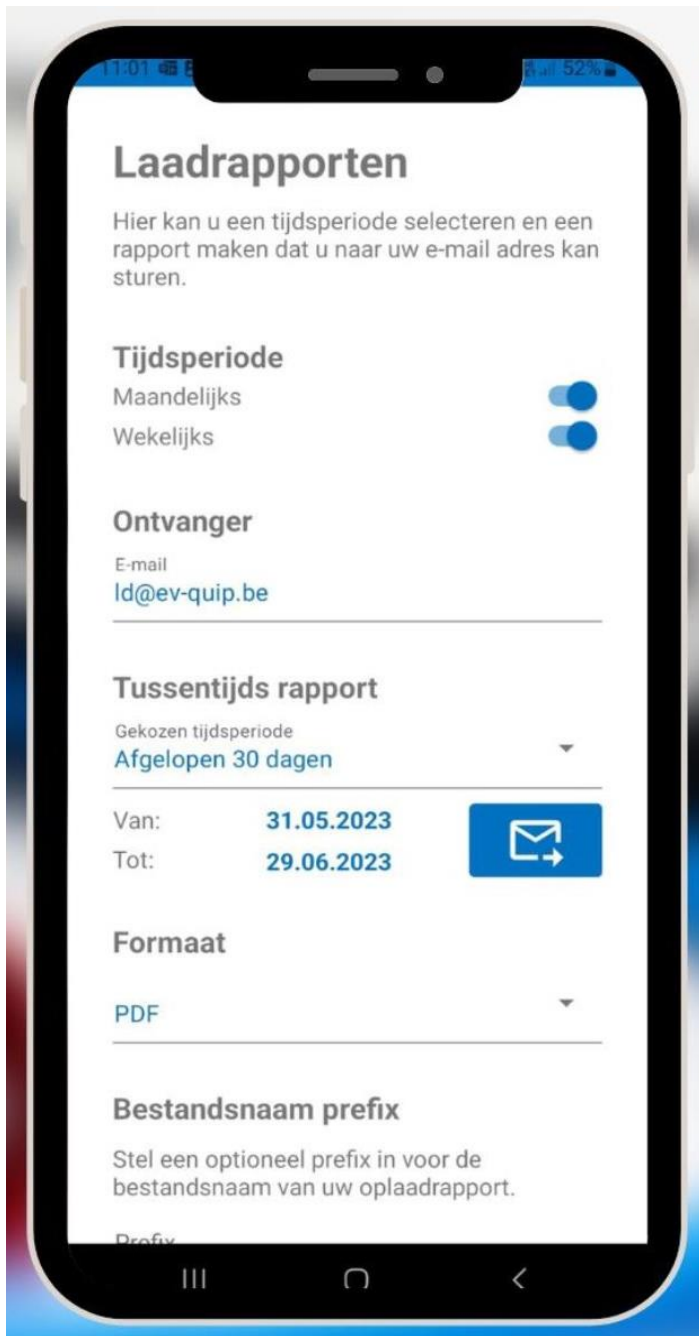 11:01
52%
Laadrapporten
Hier kan u een tijdsperiode selecteren en een
rapport maken dat u naar uw e-mail adres kan
sturen.
Tijdsperiode
Maandelijks
Wekelijks
Ontvanger
E-mail
ld@ev-quip.be
Tussentijds rapport
Gekozen tijdsperiode
Afgelopen 30 dagen
Van: 31.05.2023
Tot: 29.06.2023
Formaat
PDF
Bestandsnaam prefix
Stel een optioneel prefix in voor de
bestandsnaam van uw oplaadrapport.
Prefix